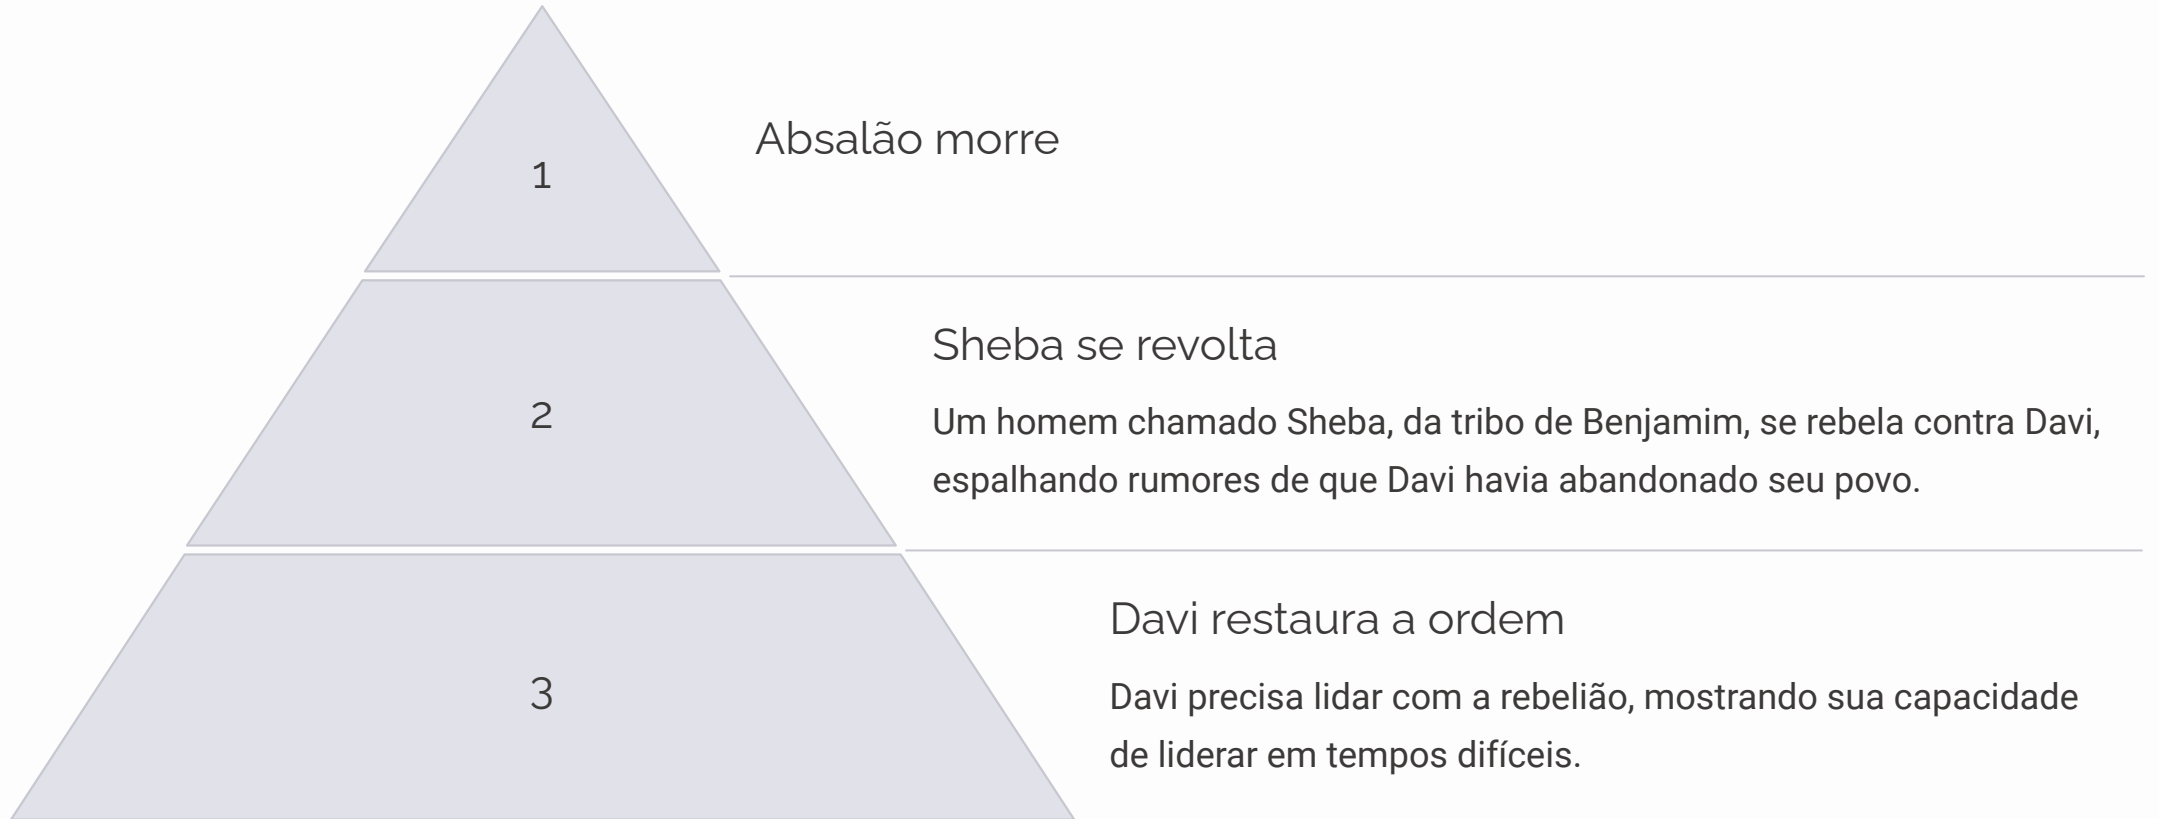 1
Absalão morre
2
Sheba se revolta
Um homem chamado Sheba, da tribo de Benjamim, se rebela contra Davi,
espalhando rumores de que Davi havia abandonado seu povo.
3
Davi restaura a ordem
Davi precisa lidar com a rebelião, mostrando sua capacidade
de liderar em tempos difíceis.